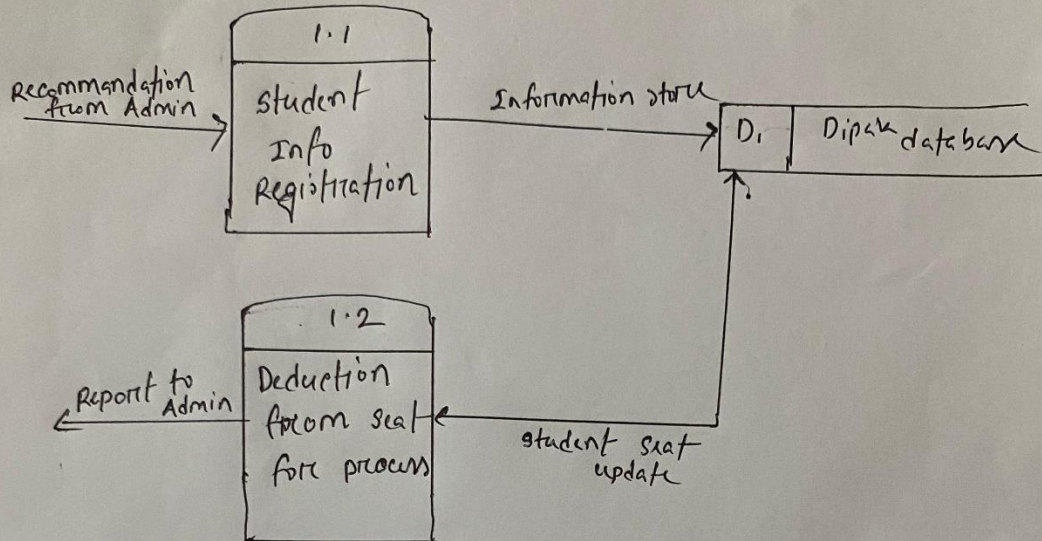 1.1
Recommandation
from Admin
Student
Info
Registration
Information store
D1
Dipak database
1.2
Report to
Admin
Deduction
from seat
for process
student seat
update